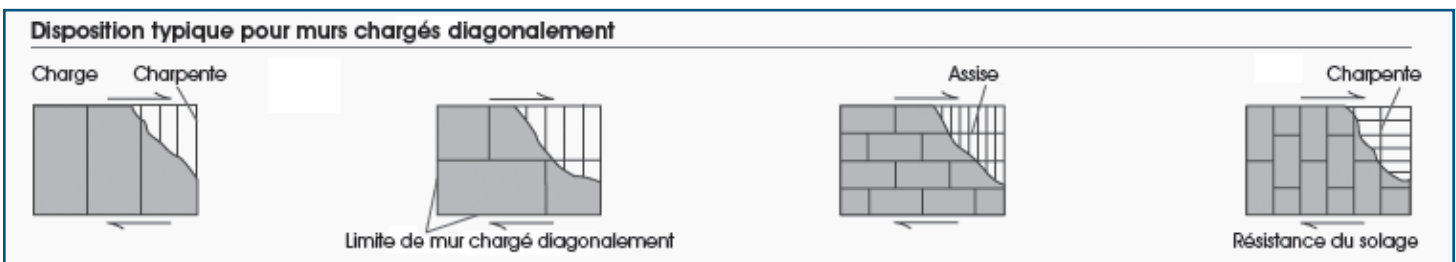 Disposition typique pour murs chargés diagonalement
Charge Charpente
Assise
Charpente
Limite de mur chargé diagonalement
Résistance du solage